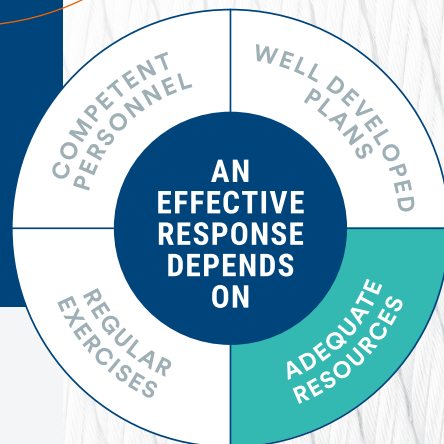 COMPETENT
PERSONNEL
WELL DEVELOPED
PLANS
AN
EFFECTIVE
RESPONSE
DEPENDS
ON
REGULAR
EXERCISES
ADEQUATE
RESOURCES